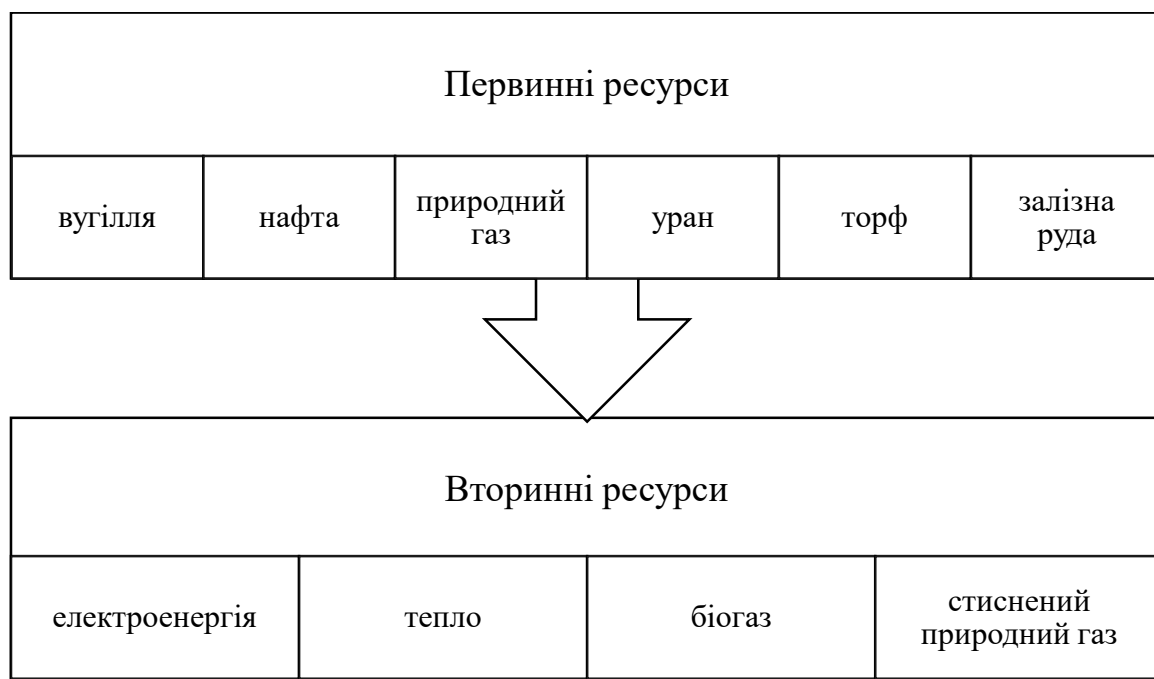 Первинні ресурси
вугілля
нафта
природний
газ
уран
торф
залізна
руда
Вторинні ресурси
електроенергія
тепло
біогаз
стиснений
природний газ